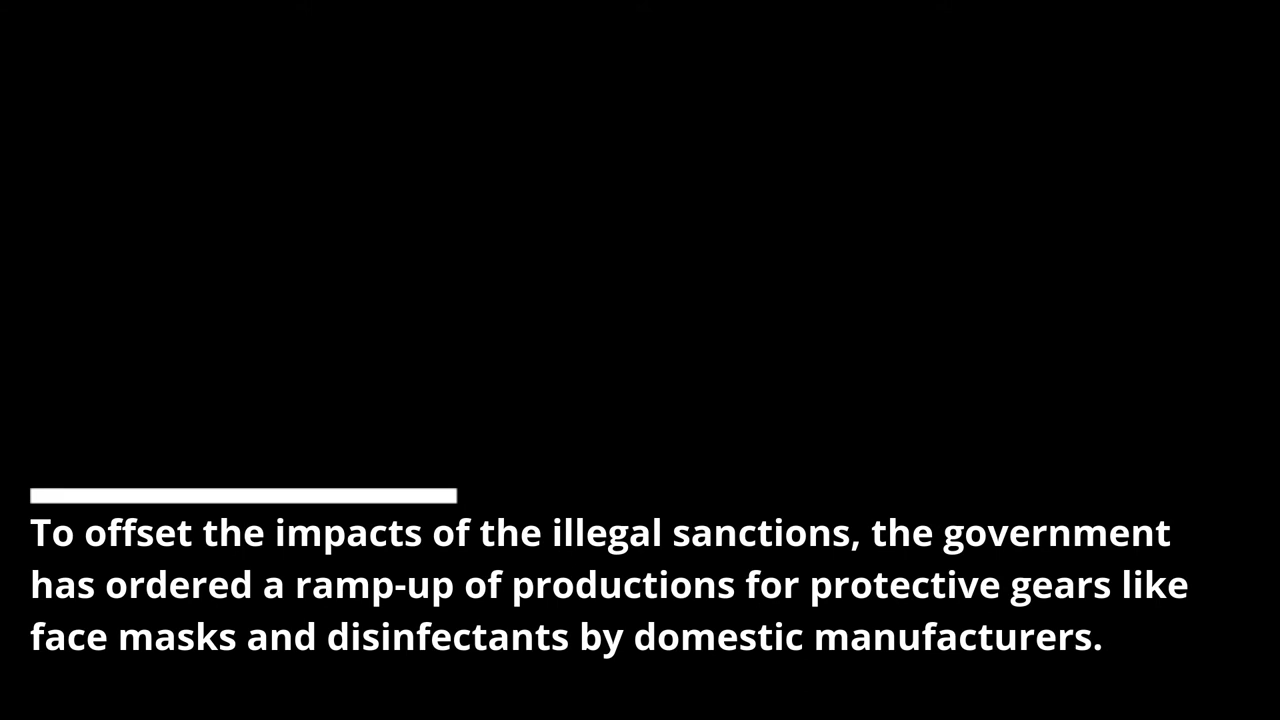 To offset the impacts of the illegal sanctions, the government
has ordered a ramp-up of productions for protective gears like
face masks and disinfectants by domestic manufacturers.